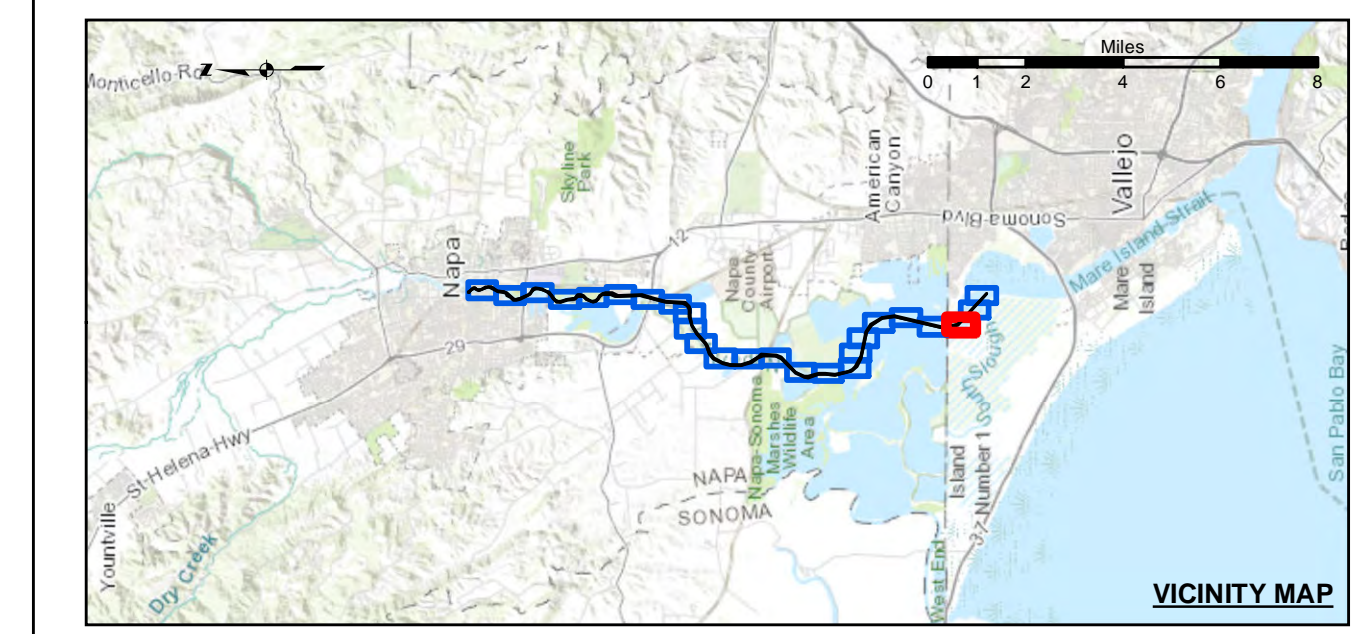 Monticello-Rd
Z
Miles
0 1 2 4 6 8
Skyline
Park
American
Canyon
Vallejo
Sonoma-Blvd
Napa
12
Napa
County
Airport
Mare Island Strait
Mare
Island
29
South Slough
St-Helena-Hwy
Napa-Sonoma
Marshes
Wildlife
Area
NAPA
SONOMA
Island
Number 1
37
San Pablo Bay
Yountville
Dry Creek
West End
VICINITY MAP